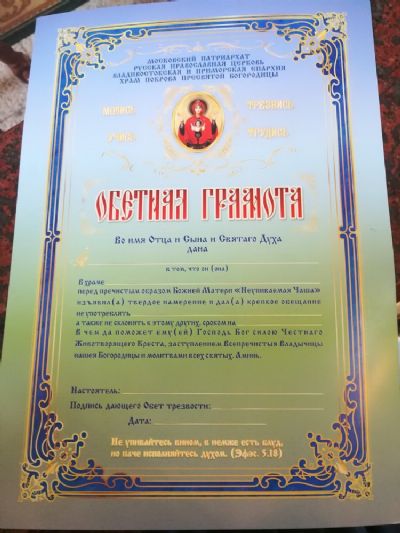 МОСКОВСКИЙ ПАТРИАРХАТ
РУССКАЯ ПРАВОСЛАВНАЯ ЦЕРКОВЬ
ВЛАДИВОСТОКСКАЯ И ПРИМОРСКАЯ ЕПАРХИЯ
ХРАМ ПОКРОВА ПРЕСВЯТОЙ БОГОРОДИЦЫ
МОЛИСЬ ТРЕЗВИСЬ
УЧИСЬ ТРУДИСЬ
ОБЕТНАЯ ГРАМОТА
Во имя Отца и Сына и Святаго Духа
дана
в том, что он (она)
В храме
перед пречистым образом Божией Матери «Неупиваемая Чаша»
изъявил(а) твердое намерение и дал(а) крепкое обещание
не употреблять
а также не склонять к этому других, сроком на
В чем да поможет ему(ей) Господь Бог силою Честнаго
Животворящего Креста, заступлением Всепречистыя Владычицы
нашея Богородицы и молитвами всех святых. Аминь.
Настоятель:
Подпись дающего Обет трезвости:
Дата:
Не упивайтесь вином, в немже есть блуд,
но паче исполняйтесь духом. (Эфес. 5.18)